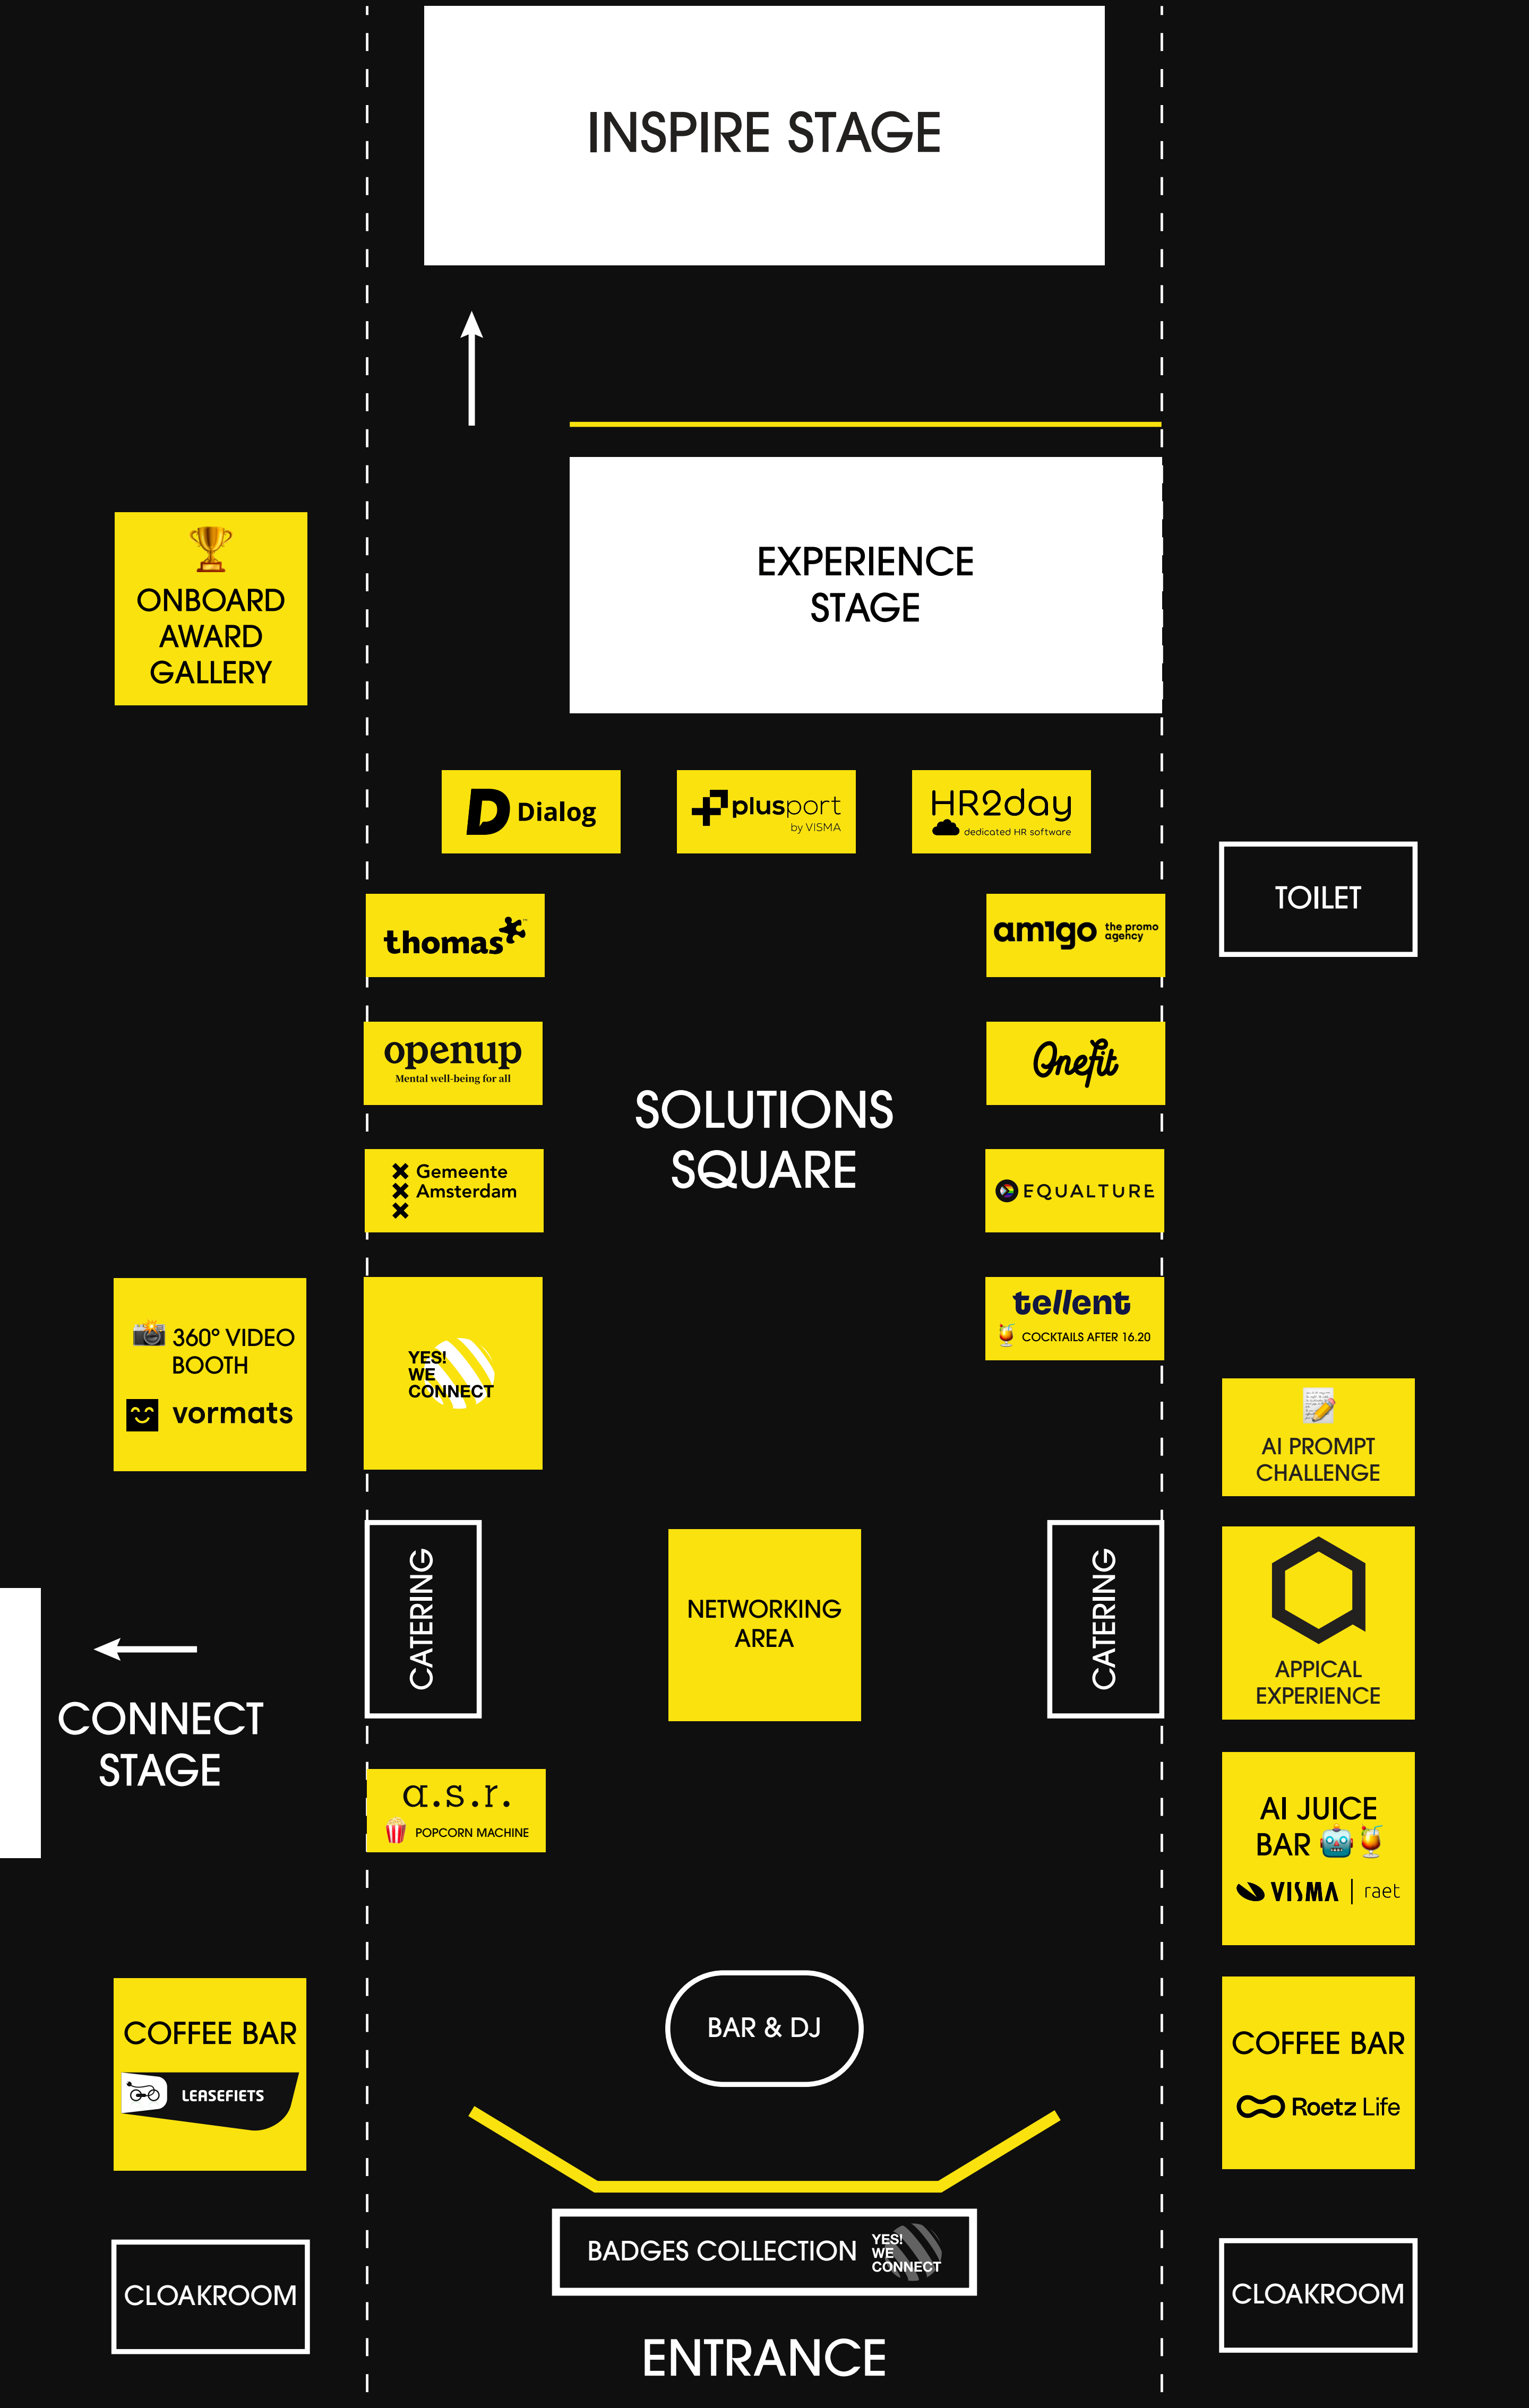 INSPIRE STAGE
EXPERIENCE
STAGE
ONBOARD
AWARD
GALLERY
Dialog
plusport
by VISMA
HR2day
dedicated HR software
TOILET
thomas
am1go the promo
agency
openup
Mental well-being for all
Onefit
SOLUTIONS
SQUARE
Gemeente
Amsterdam
EQUALTURE
360° VIDEO
BOOTH
vormats
YES!
WE
CONNECT
tellent
COCKTAILS AFTER 16.20
AI PROMPT
CHALLENGE
CATERING
NETWORKING
AREA
CATERING
APPICAL
EXPERIENCE
CONNECT
STAGE
a.s.r.
POPCORN MACHINE
AI JUICE
BAR
VISMA | raet
BAR & DJ
COFFEE BAR
LEASEFIETS
COFFEE BAR
Roetz Life
BADGES COLLECTION
YES!
WE
CONNECT
CLOAKROOM
CLOAKROOM
ENTRANCE